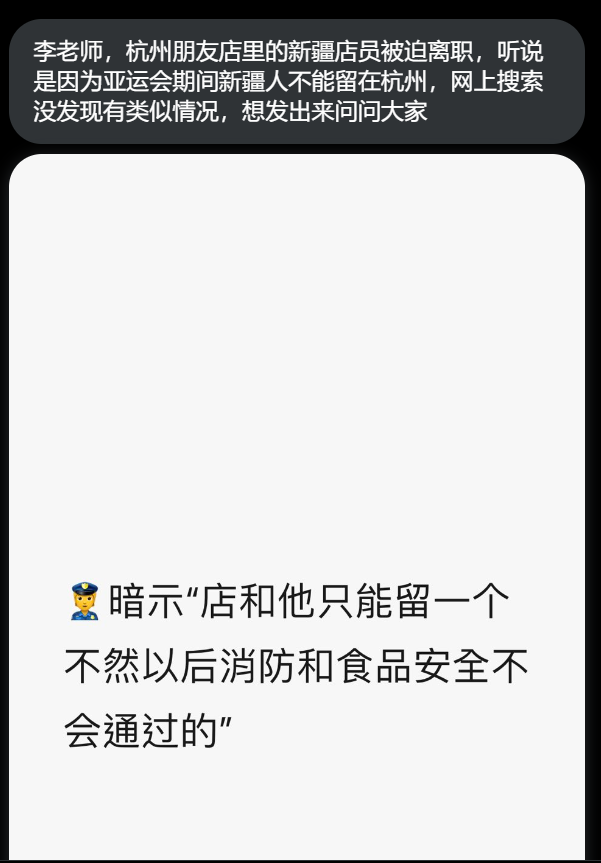 李老师，杭州朋友店里的新疆店员被迫离职，听说
是因为亚运会期间新疆人不能留在杭州，网上搜索
没发现有类似情况，想发出来问问大家
👮暗示“店和他只能留一个
不然以后消防和食品安全不
会通过的”